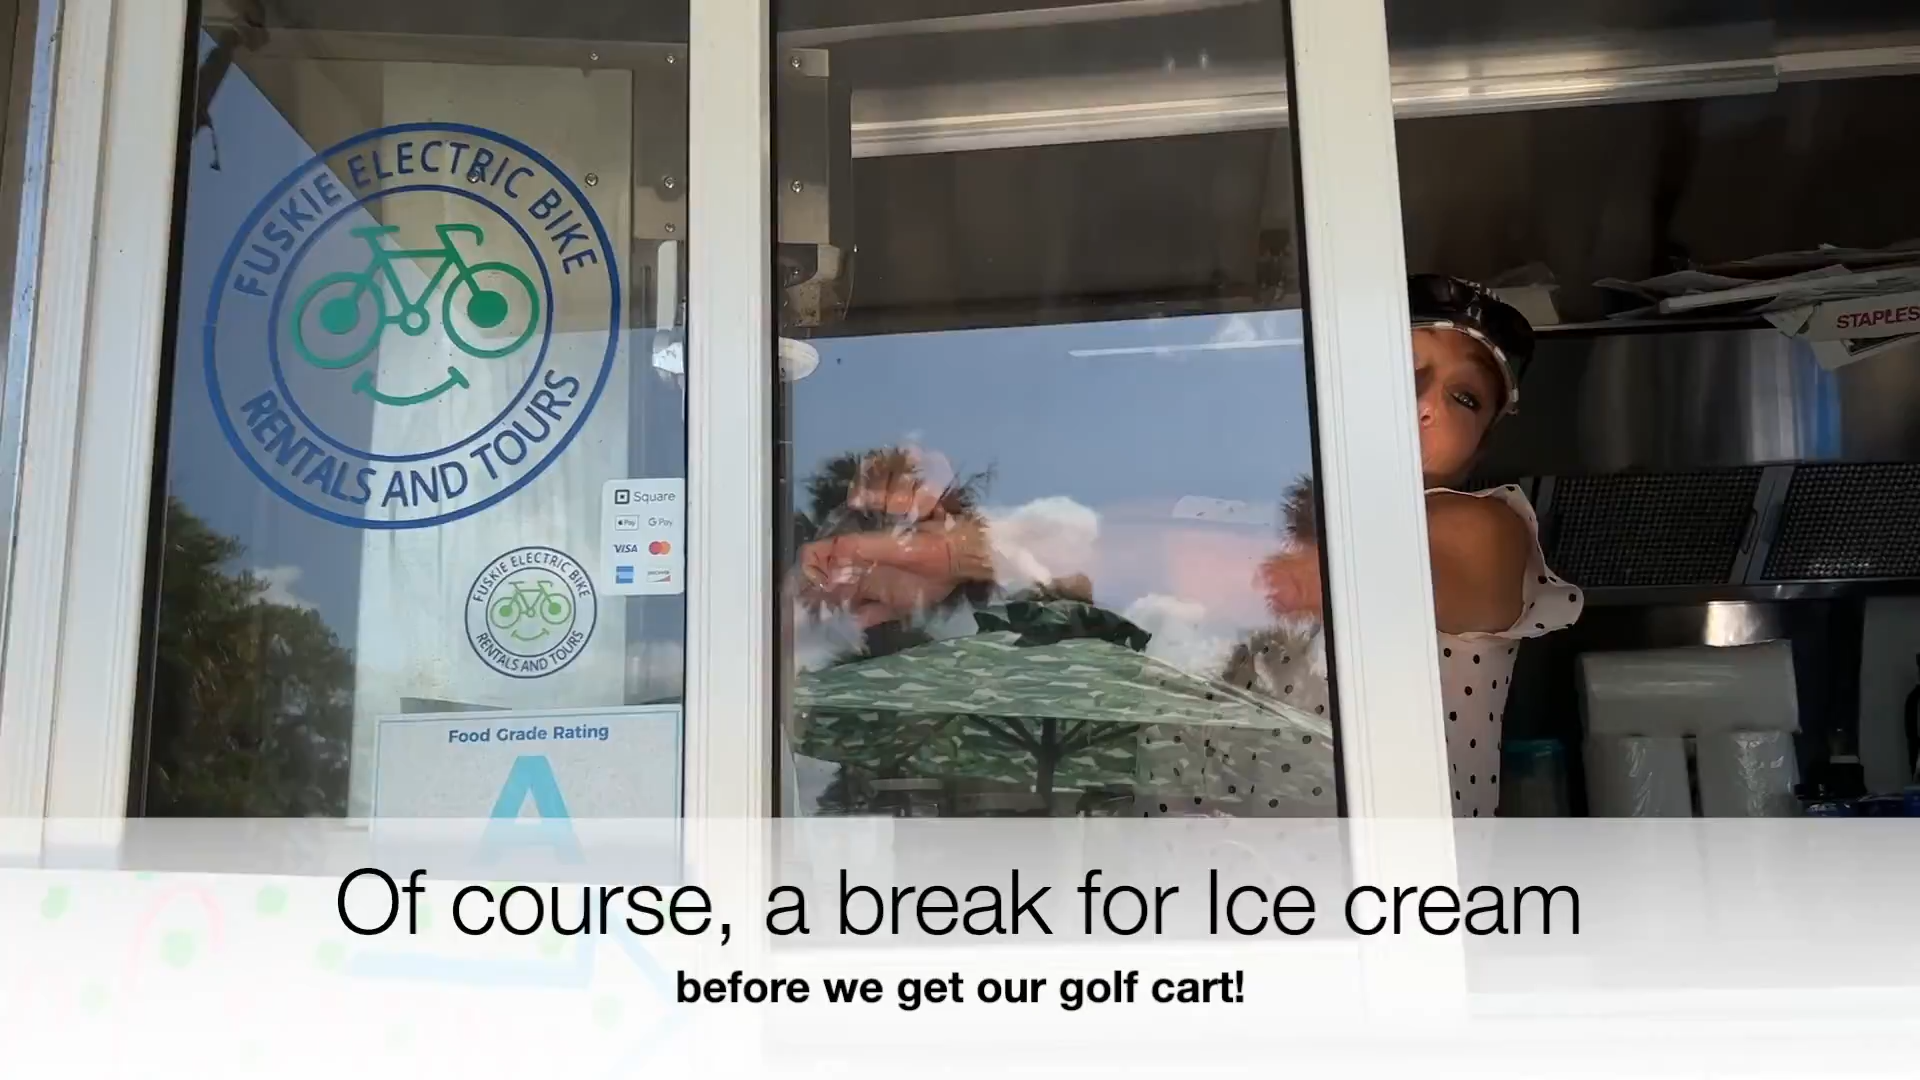 FUSKIE ELECTRIC BIKE
RENTALS AND TOURS
STAPLES
Square
Pay
G Pay
VISA
FUSKIE ELECTRIC BIKE
RENTALS AND TOURS
Food Grade Rating
A
Of course, a break for Ice cream
before we get our golf cart!